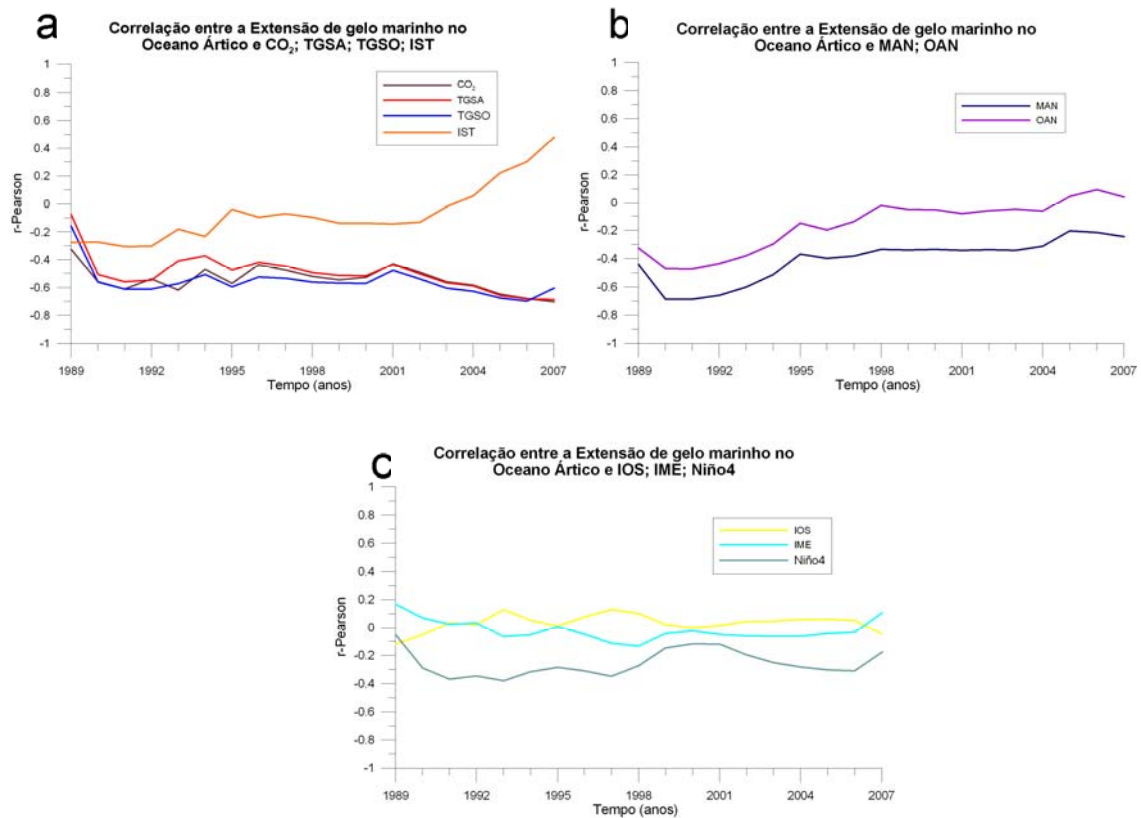 a
Correlação entre a Extensão de gelo marinho no
Oceano Ártico e CO₂; TGSA; TGSO; IST
1
0.8
0.6
0.4
0.2
0
-0.2
-0.4
-0.6
-0.8
-1
r-Pearson
CO₂
TGSA
TGSO
IST
1989 1992 1995 1998 2001 2004 2007
Tempo (anos)
b
Correlação entre a Extensão de gelo marinho no
Oceano Ártico e MAN; OAN
1
0.8
0.6
0.4
0.2
0
-0.2
-0.4
-0.6
-0.8
-1
r-Pearson
MAN
OAN
1989 1992 1995 1998 2001 2004 2007
Tempo (anos)
c
Correlação entre a Extensão de gelo marinho no
Oceano Ártico e IOS; IME; Niño4
1
0.8
0.6
0.4
0.2
0
-0.2
-0.4
-0.6
-0.8
-1
r-Pearson
IOS
IME
Niño4
1989 1992 1995 1998 2001 2004 2007
Tempo (anos)